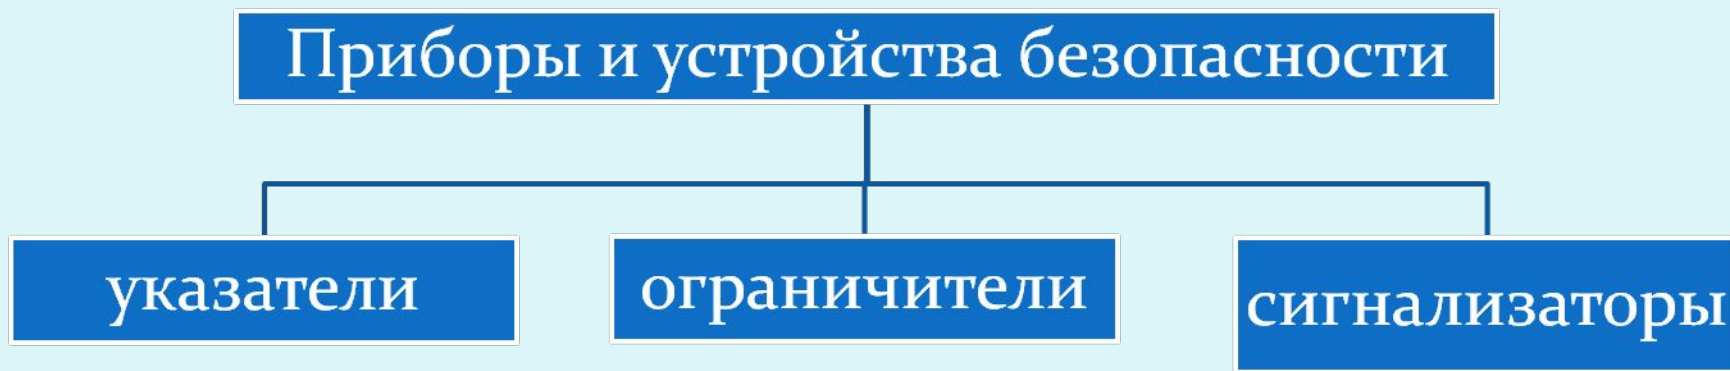 Приборы и устройства безопасности
указатели
ограничители
сигнализаторы